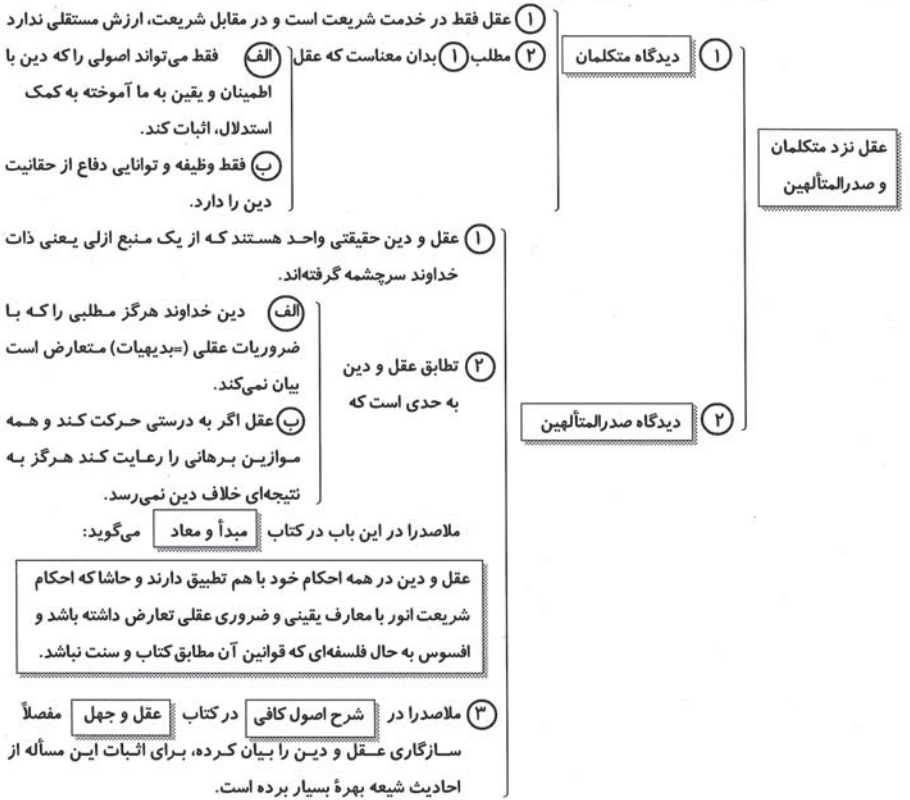 عقل نزد متکلمان
و صدرالمتألهین
۱ دیدگاه متکلمان
۱ عقل فقط در خدمت شریعت است و در مقابل شریعت، ارزش مستقلی ندارد
۲ مطلب ۱ بدان معناست که عقل
الف فقط می‌تواند اصولی را که دین با
اطمینان و یقین به ما آموخته به کمک
استدلال، اثبات کند.
ب فقط وظیفه و توانایی دفاع از حقانیت
دین را دارد.
۲ دیدگاه صدرالمتألهین
۱ عقل و دین حقیقتی واحد هستند که از یک منبع ازلی یعنی ذات
خداوند سرچشمه گرفته‌اند.
۲ تطابق عقل و دین
به حدی است که
الف دین خداوند هرگز مطلبی را که با
ضروریات عقلی (=بدیهیات) متعارض است
بیان نمی‌کند.
ب عقل اگر به درستی حرکت کند و همه
موازین برهانی را رعایت کند هرگز به
نتیجه‌ای خلاف دین نمی‌رسد.
ملاصدرا در این باب در کتاب مبدأ و معاد می‌گوید:
عقل و دین در همه احکام خود با هم تطبیق دارند و حاشا که احکام
شریعت انور با معارف یقینی و ضروری عقلی تعارض داشته باشد و
افسوس به حال فلسفه‌ای که قوانین آن مطابق کتاب و سنت نباشد.
۳ ملاصدرا در شرح اصول کافی در کتاب عقل و جهل مفصلاً
سازگاری عقل و دین را بیان کرده، برای اثبات این مسأله از
احادیث شیعه بهرهٔ بسیار برده است.